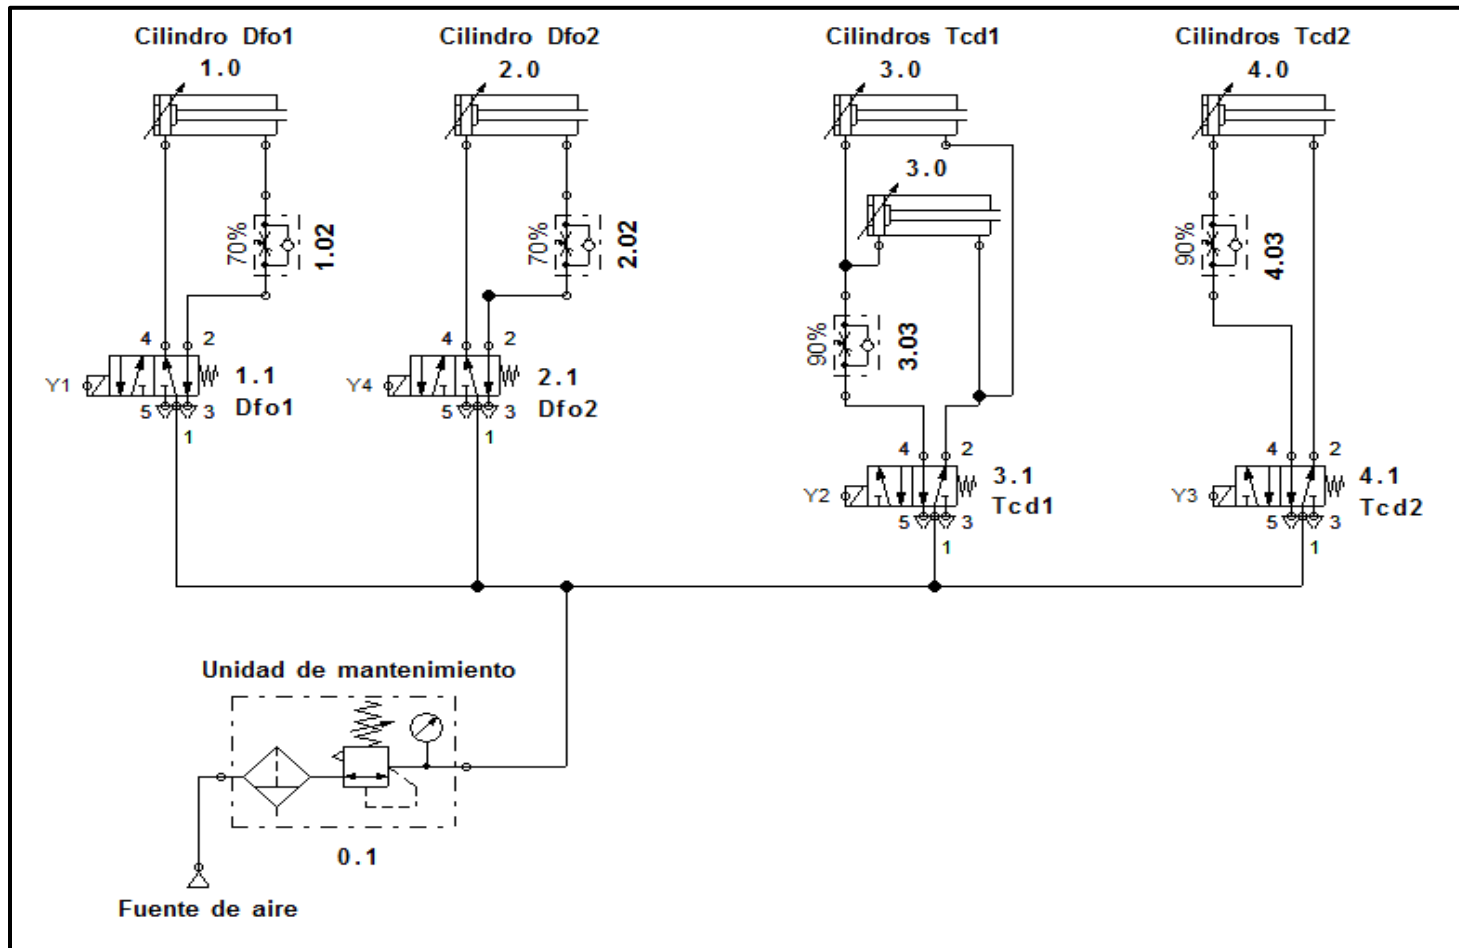 Cilindro Dfo1
1.0
Cilindro Dfo2
2.0
Cilindros Tcd1
3.0
Cilindros Tcd2
4.0
3.0
70%
1.02
70%
2.02
90%
3.03
90%
4.03
4 2
Y1
1.1
Dfo1
5 3
1
4 2
Y4
2.1
Dfo2
5 3
1
4 2
Y2
3.1
Tcd1
5 3
1
4 2
Y3
4.1
Tcd2
5 3
1
Unidad de mantenimiento
0.1
Fuente de aire